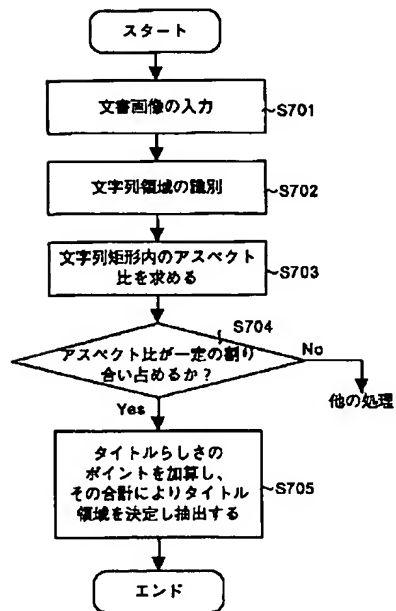 スタート
文書画像の入力
S701
文字列領域の識別
S702
文字列矩形内のアスペクト
比を求める
S703
S704
アスペクト比が一定の割り
合い占めるか?
No
他の処理
Yes
タイトルらしさの
ポイントを加算し、
その合計によりタイトル
領域を決定し抽出する
S705
エンド